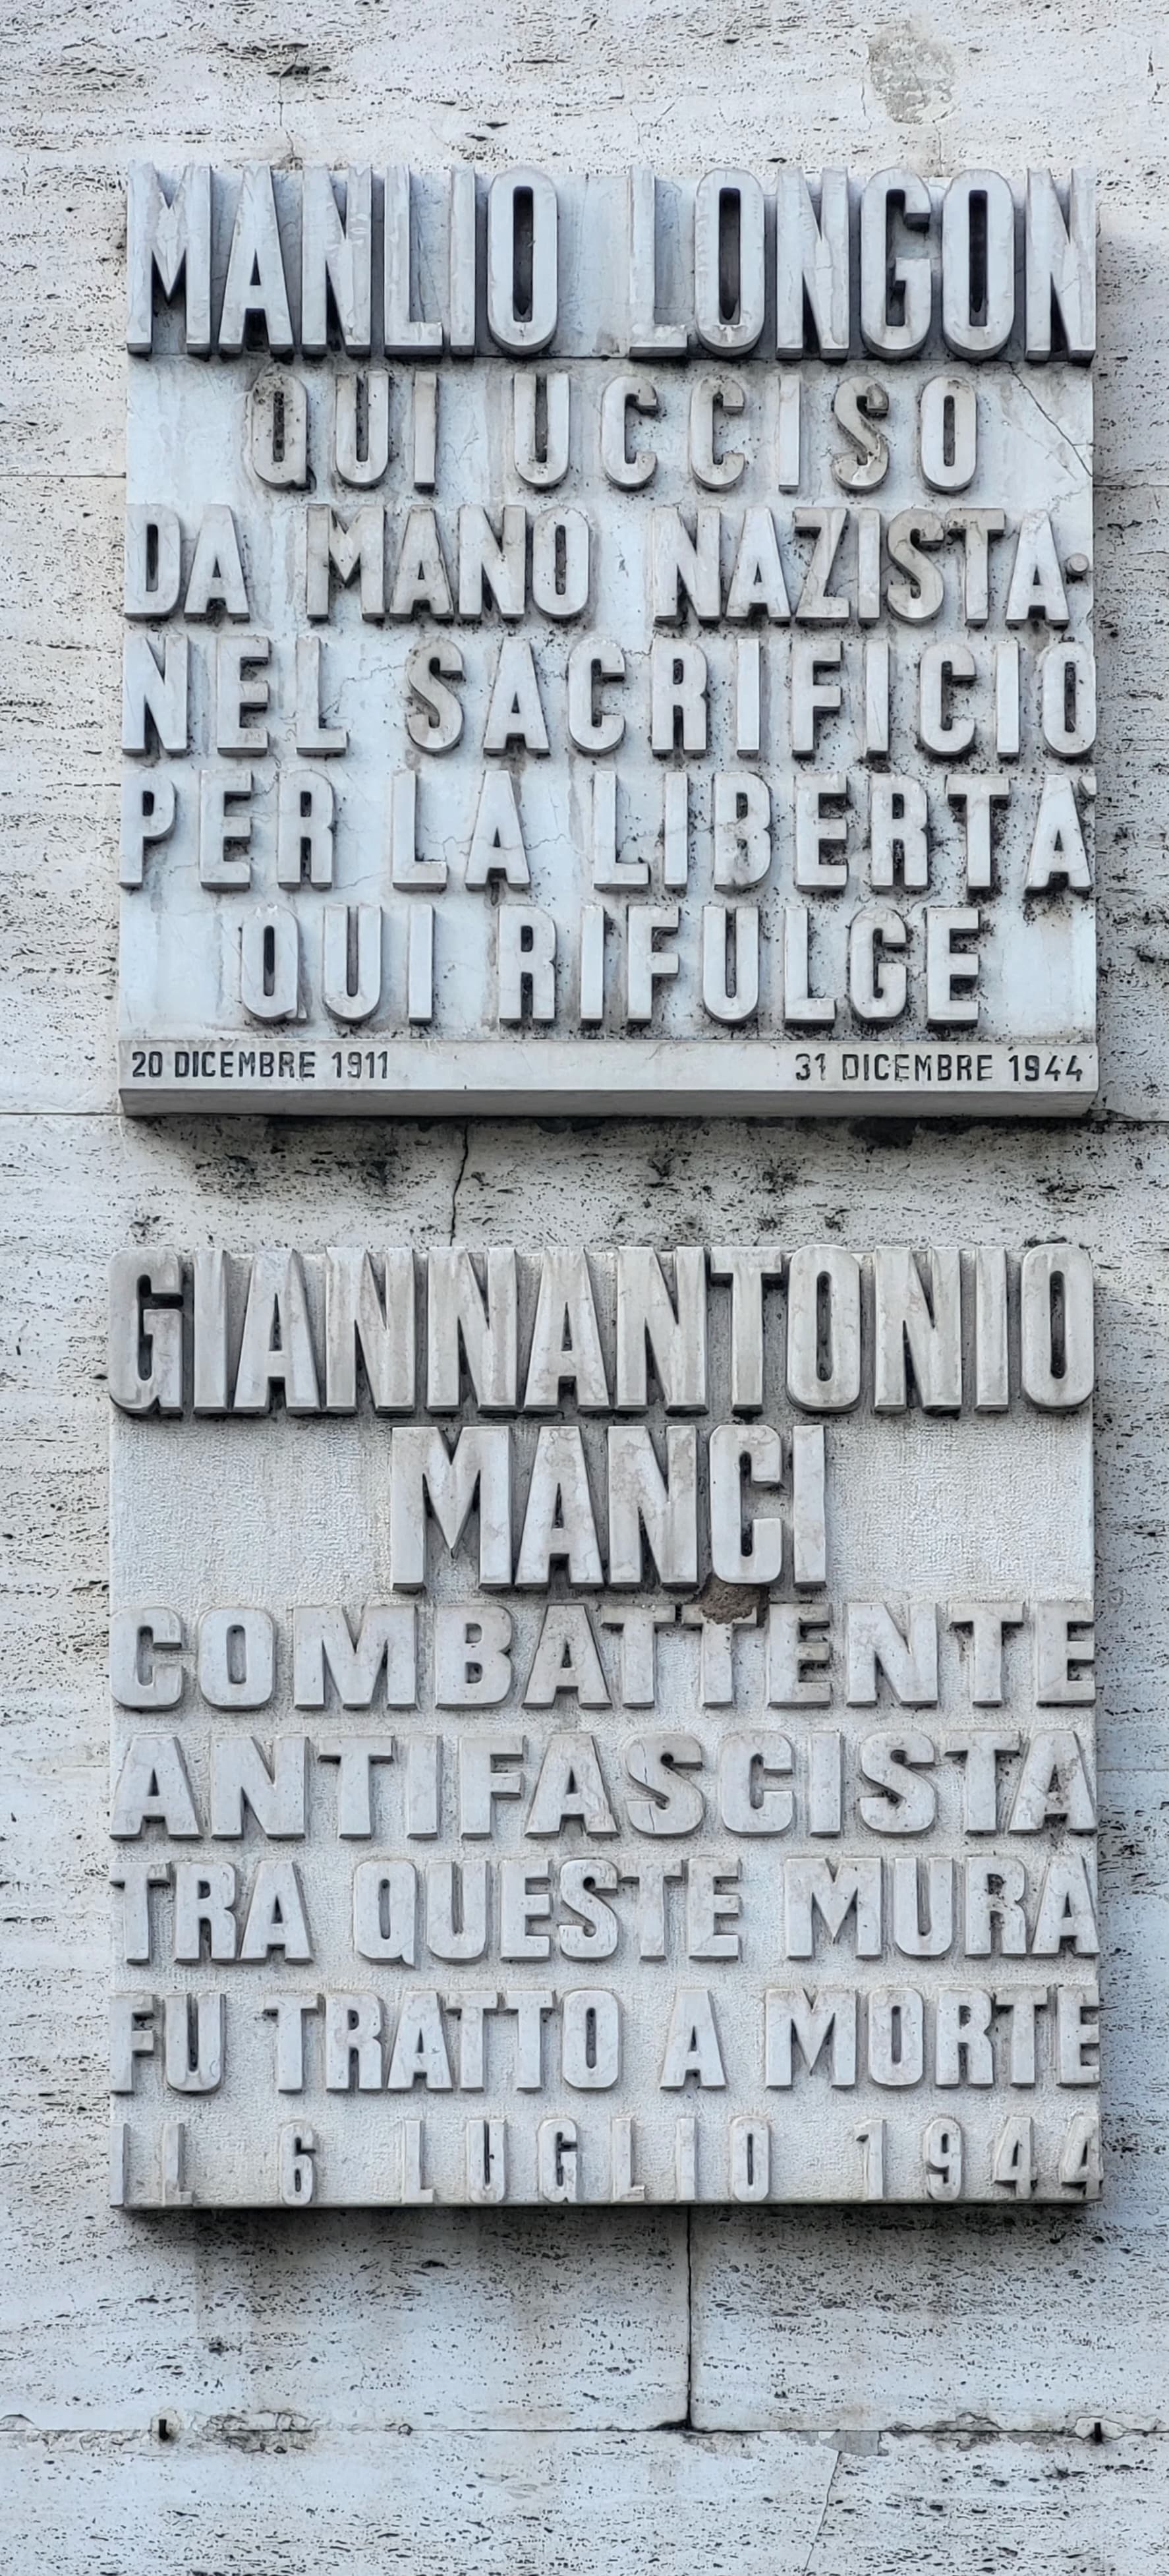 MANLIO LONGON
QUI UCCISO
DA MANO NAZISTA·
NEL SACRIFICIO
PER LA LIBERTA'
QUI RIFULGE
20 DICEMBRE 1911 31 DICEMBRE 1944
GIANNANTONIO
MANCI
COMBATTENTE
ANTIFASCISTA
TRA QUESTE MURA
FU TRATTO A MORTE
IL 6 LUGLIO 1944